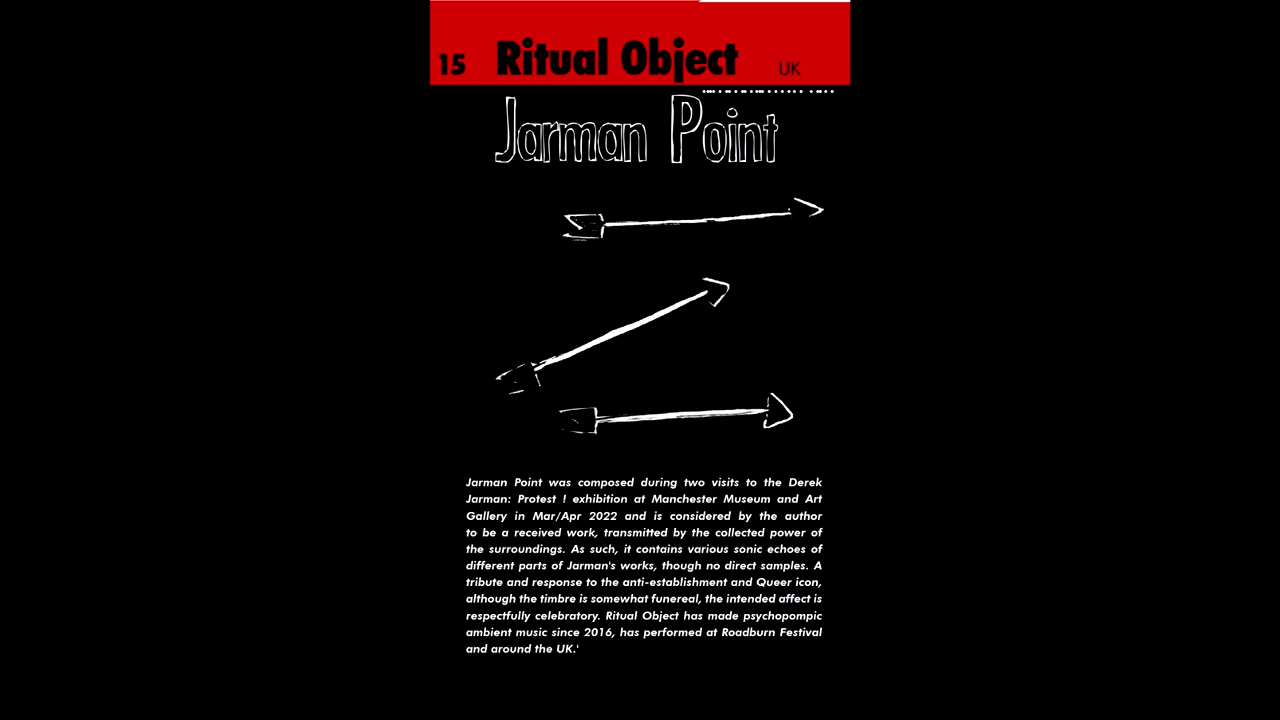 15 Ritual Object UK
Jarman Point
Jarman Point was composed during two visits to the Derek
Jarman: Protest ! exhibition at Manchester Museum and Art
Gallery in Mar/Apr 2022 and is considered by the author
to be a received work, transmitted by the collected power of
the surroundings. As such, it contains various sonic echoes of
different parts of Jarman's works, though no direct samples. A
tribute and response to the anti-establishment and Queer icon,
although the timbre is somewhat funereal, the intended affect is
respectfully celebratory. Ritual Object has made psychopompic
ambient music since 2016, has performed at Roadburn Festival
and around the UK.'